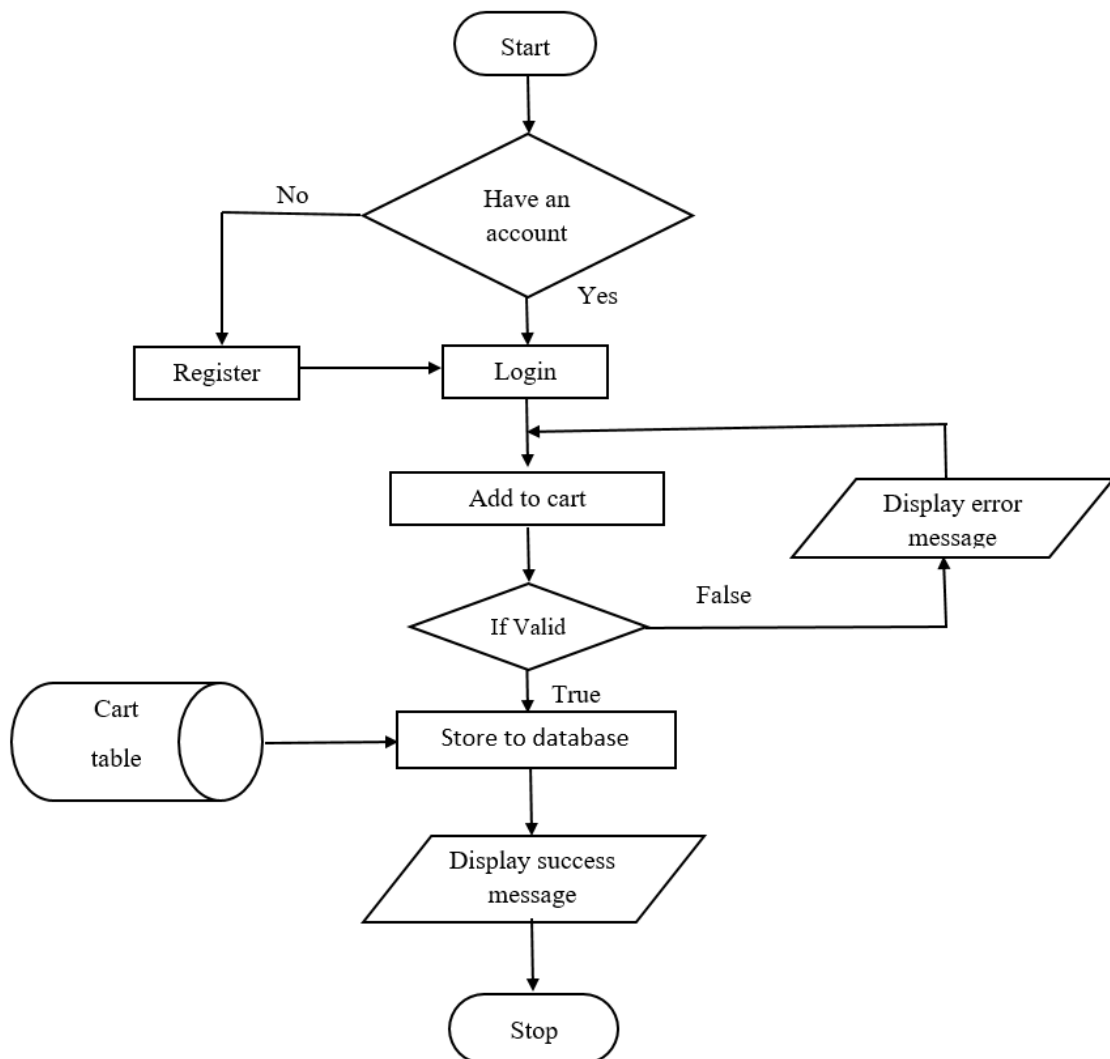 Start
No
Have an
account
Yes
Register
Login
Add to cart
Display error
message
False
If Valid
True
Cart
table
Store to database
Display success
message
Stop